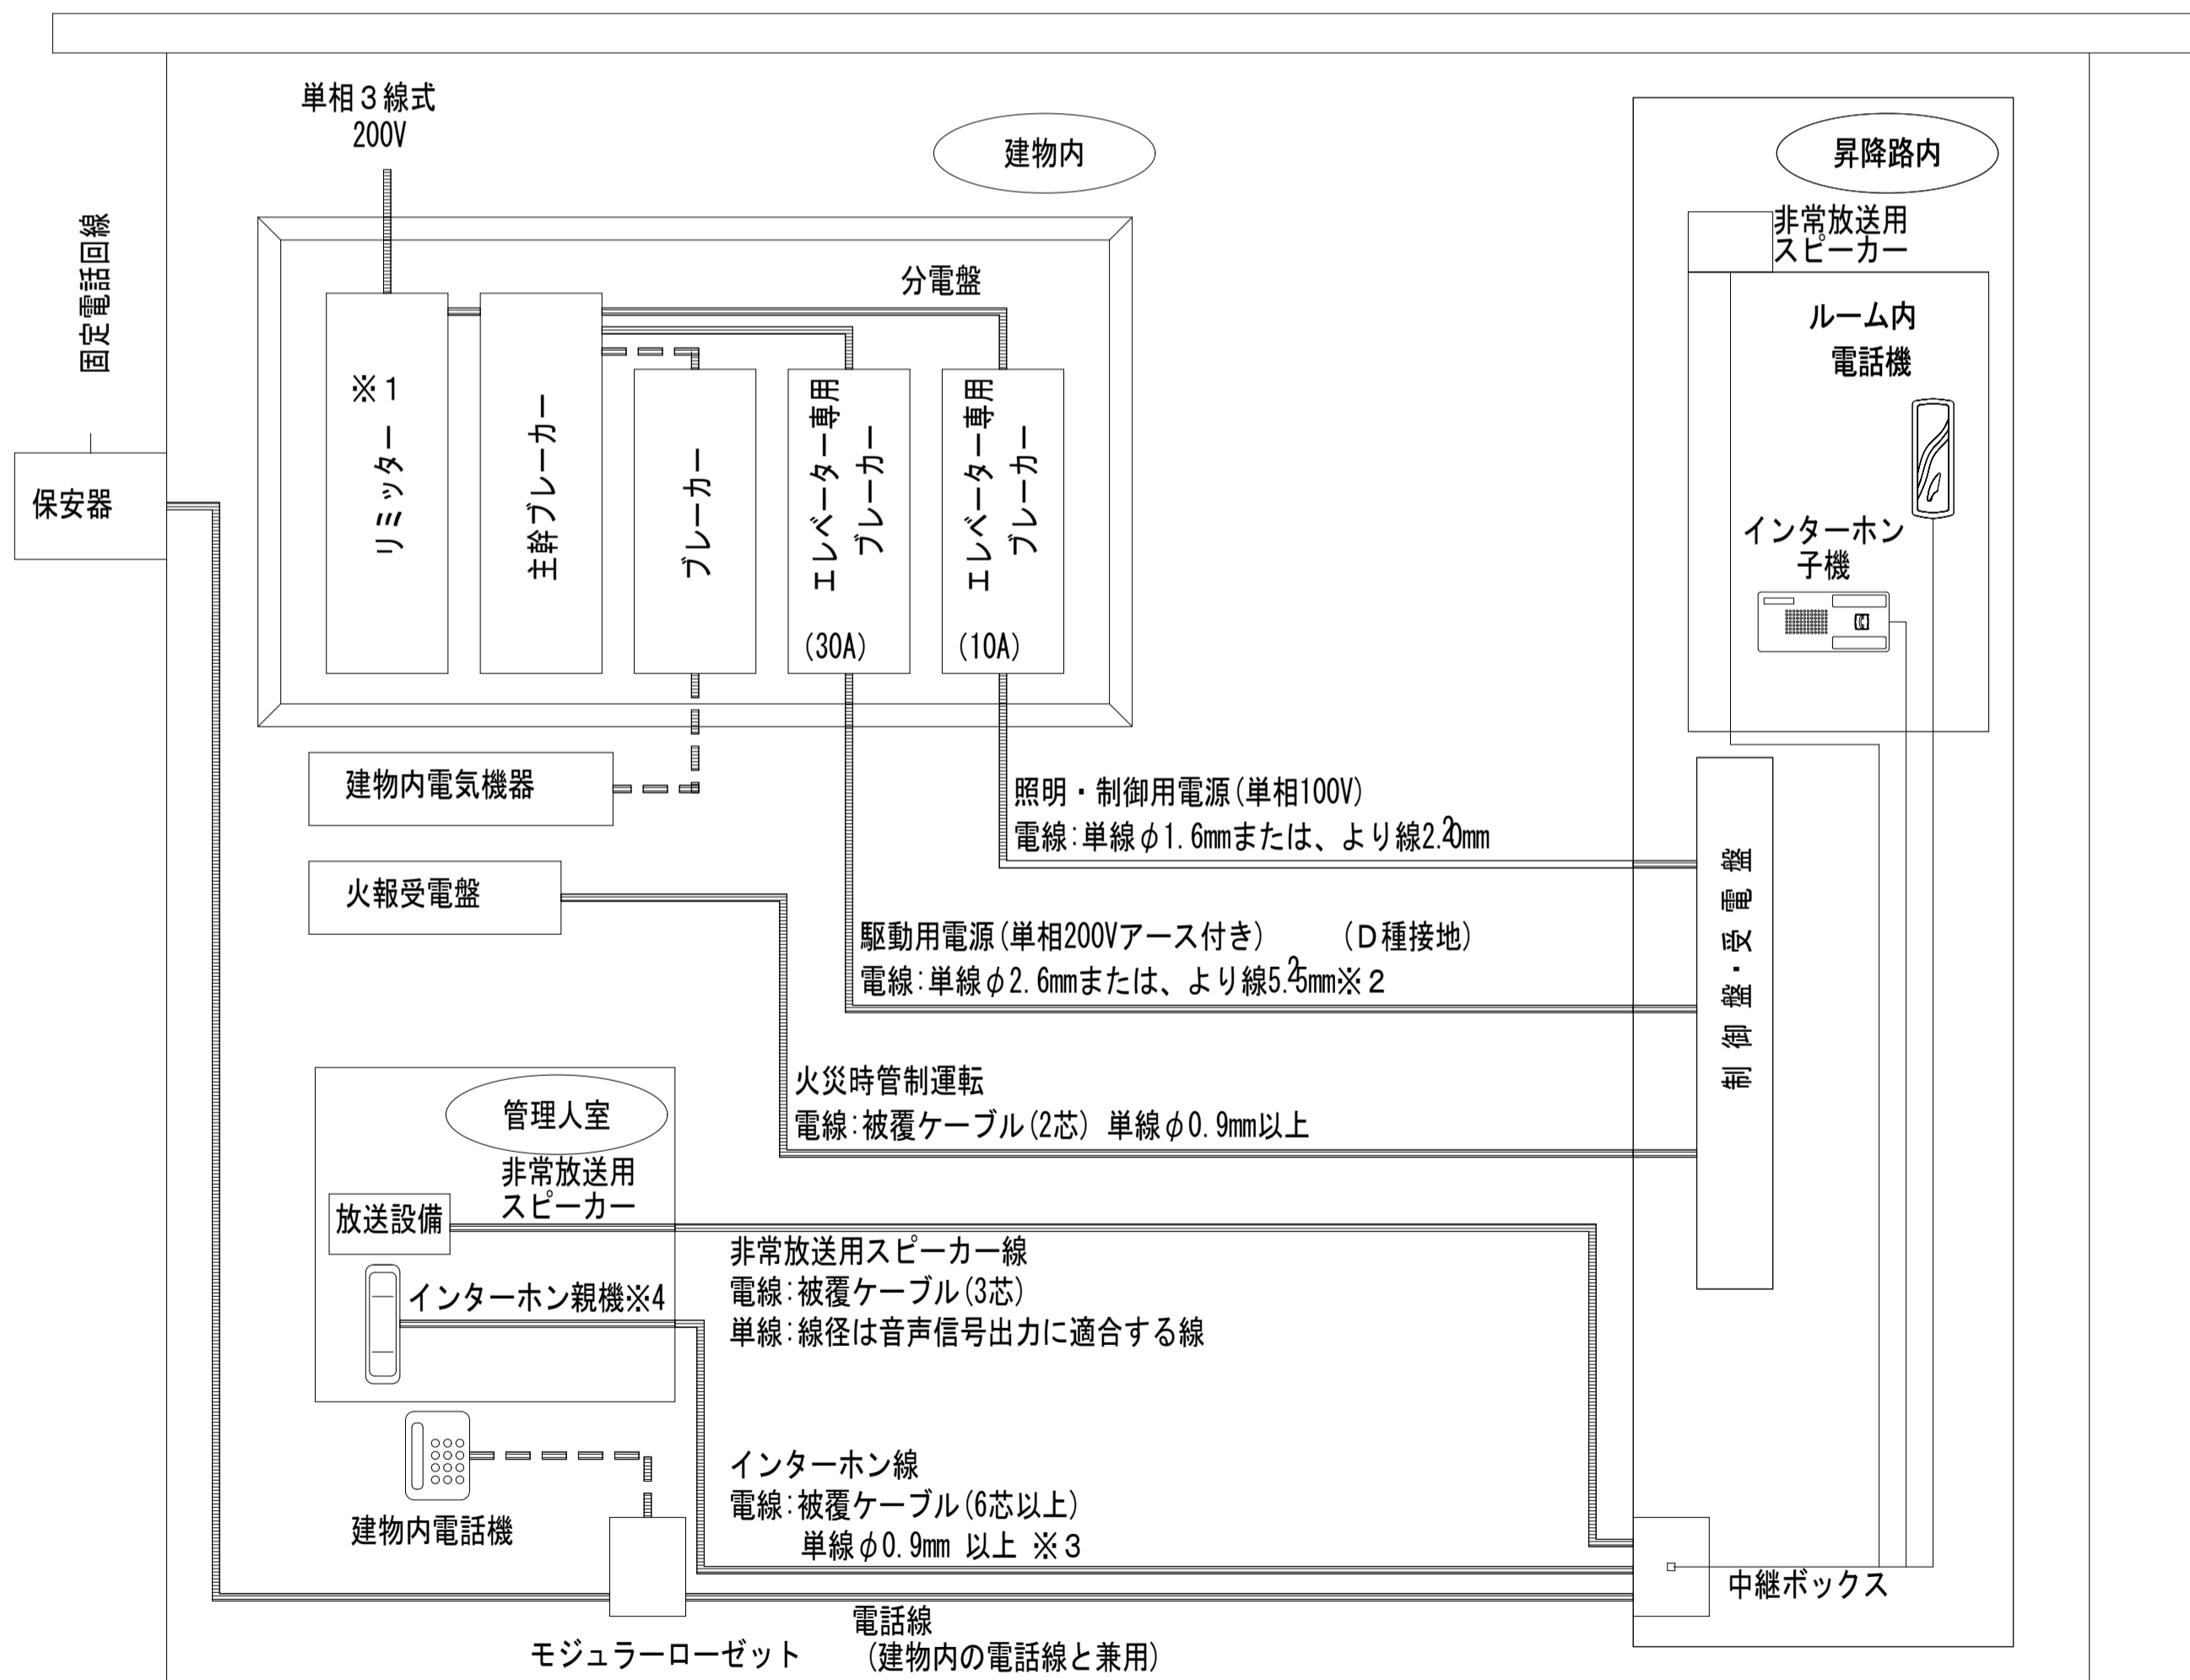 単相３線式
200V
建物内
昇降路内
固定電話回線
保安器
分電盤
※１
リミッター
主幹ブレーカー
ブレーカー
エレベーター専用
ブレーカー
(30A)
エレベーター専用
ブレーカー
(10A)
非常放送用
スピーカー
ルーム内
電話機
インターホン
子機
建物内電気機器
火報受電盤
照明・制御用電源(単相100V)
電線:単線φ1.6mmまたは、より線2.0mm2
駆動用電源(単相200Vアース付き) (Ｄ種接地)
電線:単線φ2.6mmまたは、より線5.5mm2※２
火災時管制運転
電線:被覆ケーブル(2芯) 単線φ0.9mm以上
制御盤・受電盤
管理人室
非常放送用
スピーカー
放送設備
インターホン親機※4
非常放送用スピーカー線
電線:被覆ケーブル(3芯)
単線:線径は音声信号出力に適合する線
建物内電話機
インターホン線
電線:被覆ケーブル(6芯以上)
単線φ0.9mm 以上 ※３
中継ボックス
モジュラーローゼット
電話線
(建物内の電話線と兼用)